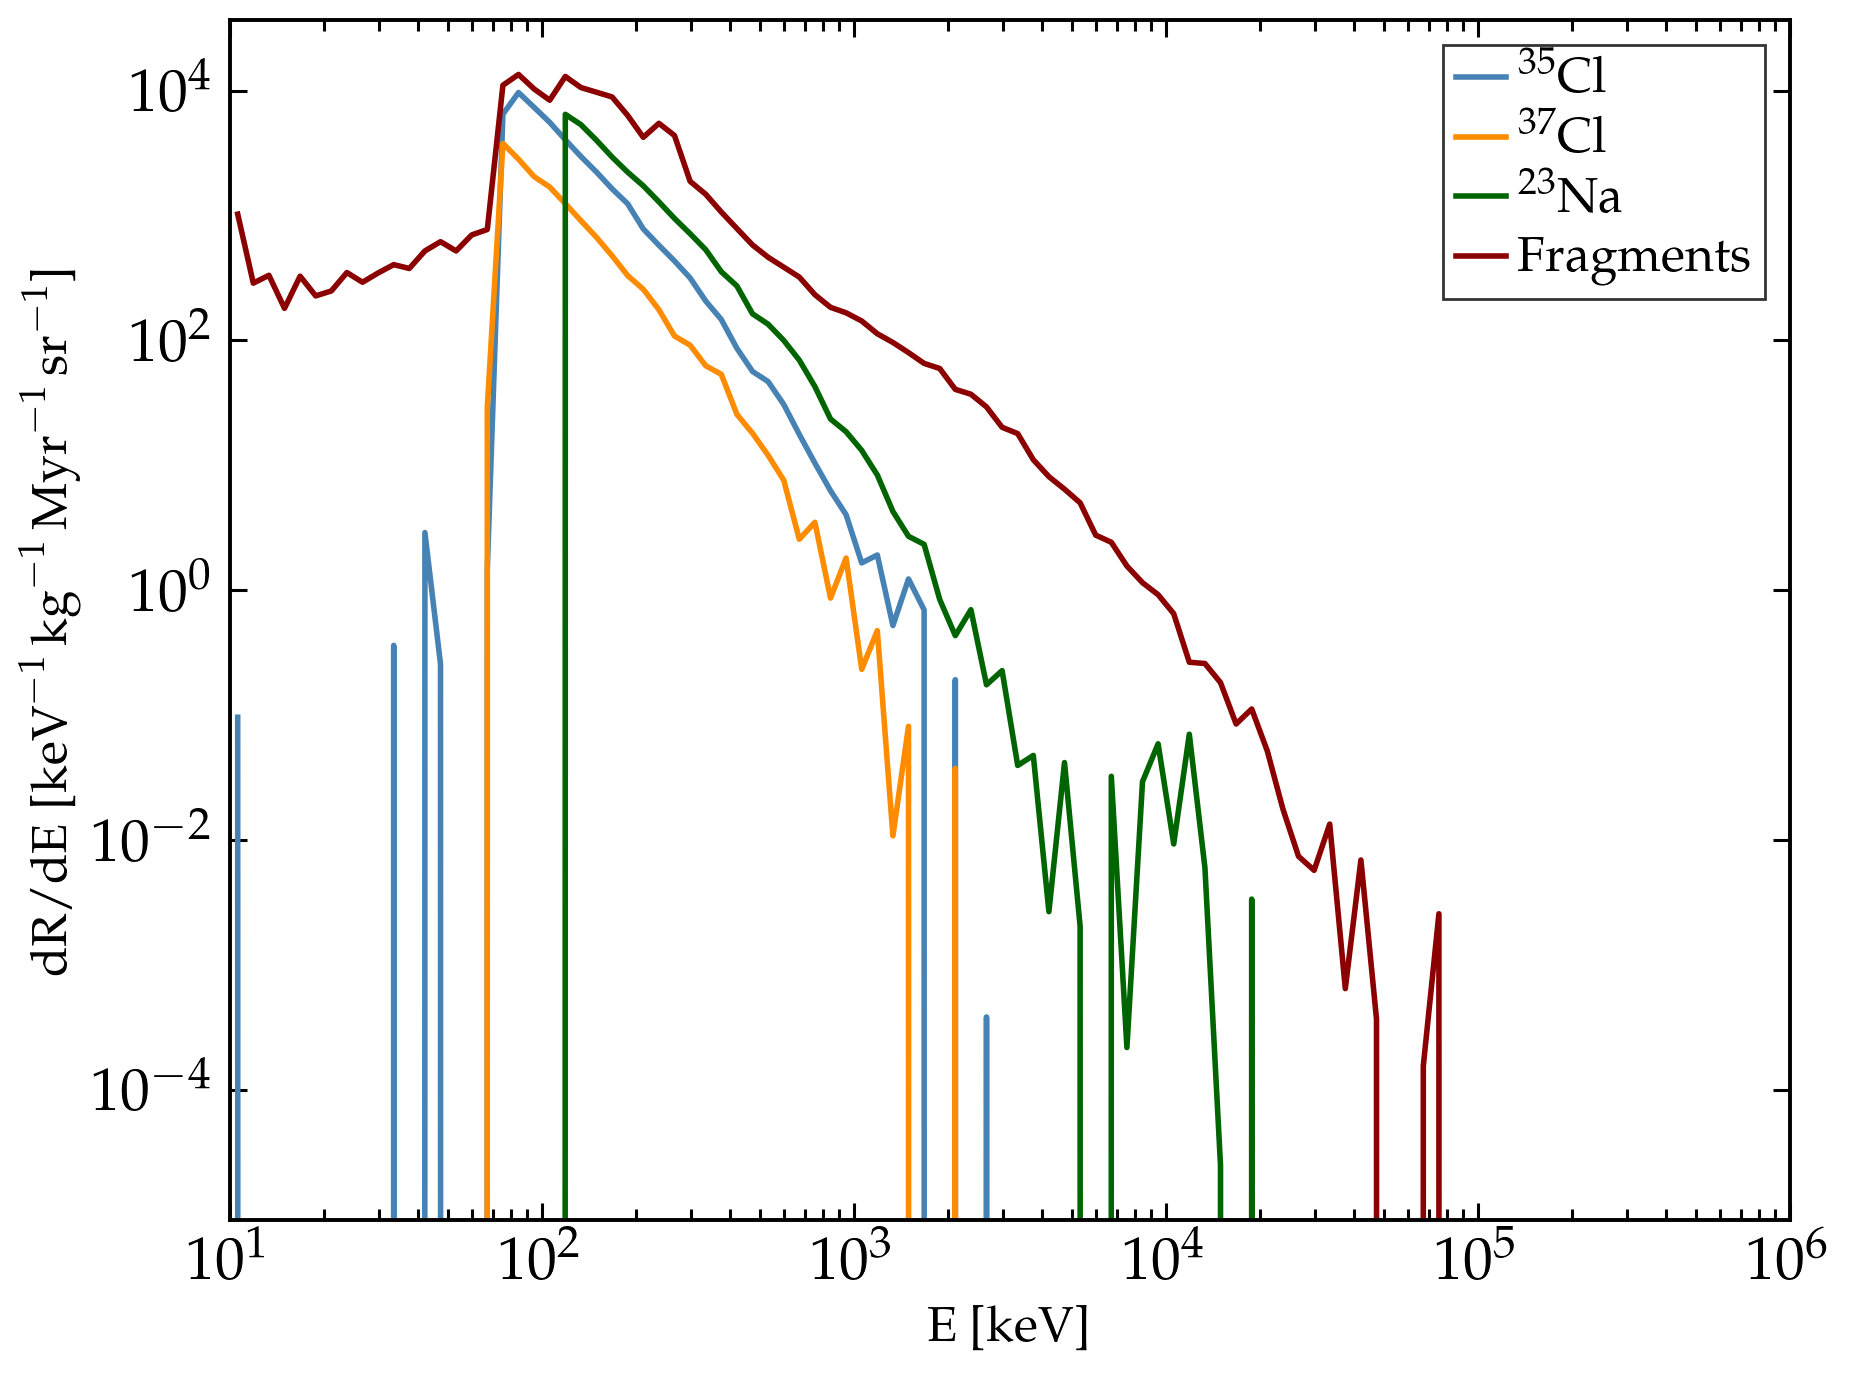 ³⁵Cl
³⁷Cl
²³Na
Fragments
10⁴
10²
10⁰
10⁻²
10⁻⁴
dR/dE [keV⁻¹ kg⁻¹ Myr⁻¹ sr⁻¹]
10¹ 10² 10³ 10⁴ 10⁵ 10⁶
E [keV]